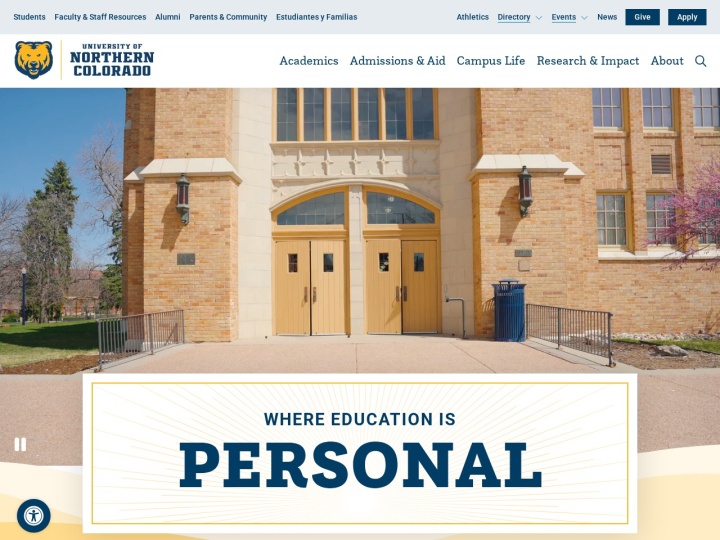 Students Faculty & Staff Resources Alumni Parents & Community Estudiantes y Familias Athletics Directory Events News Give Apply
UNIVERSITY OF
NORTHERN
COLORADO
Academics Admissions & Aid Campus Life Research & Impact About
WHERE EDUCATION IS
PERSONAL